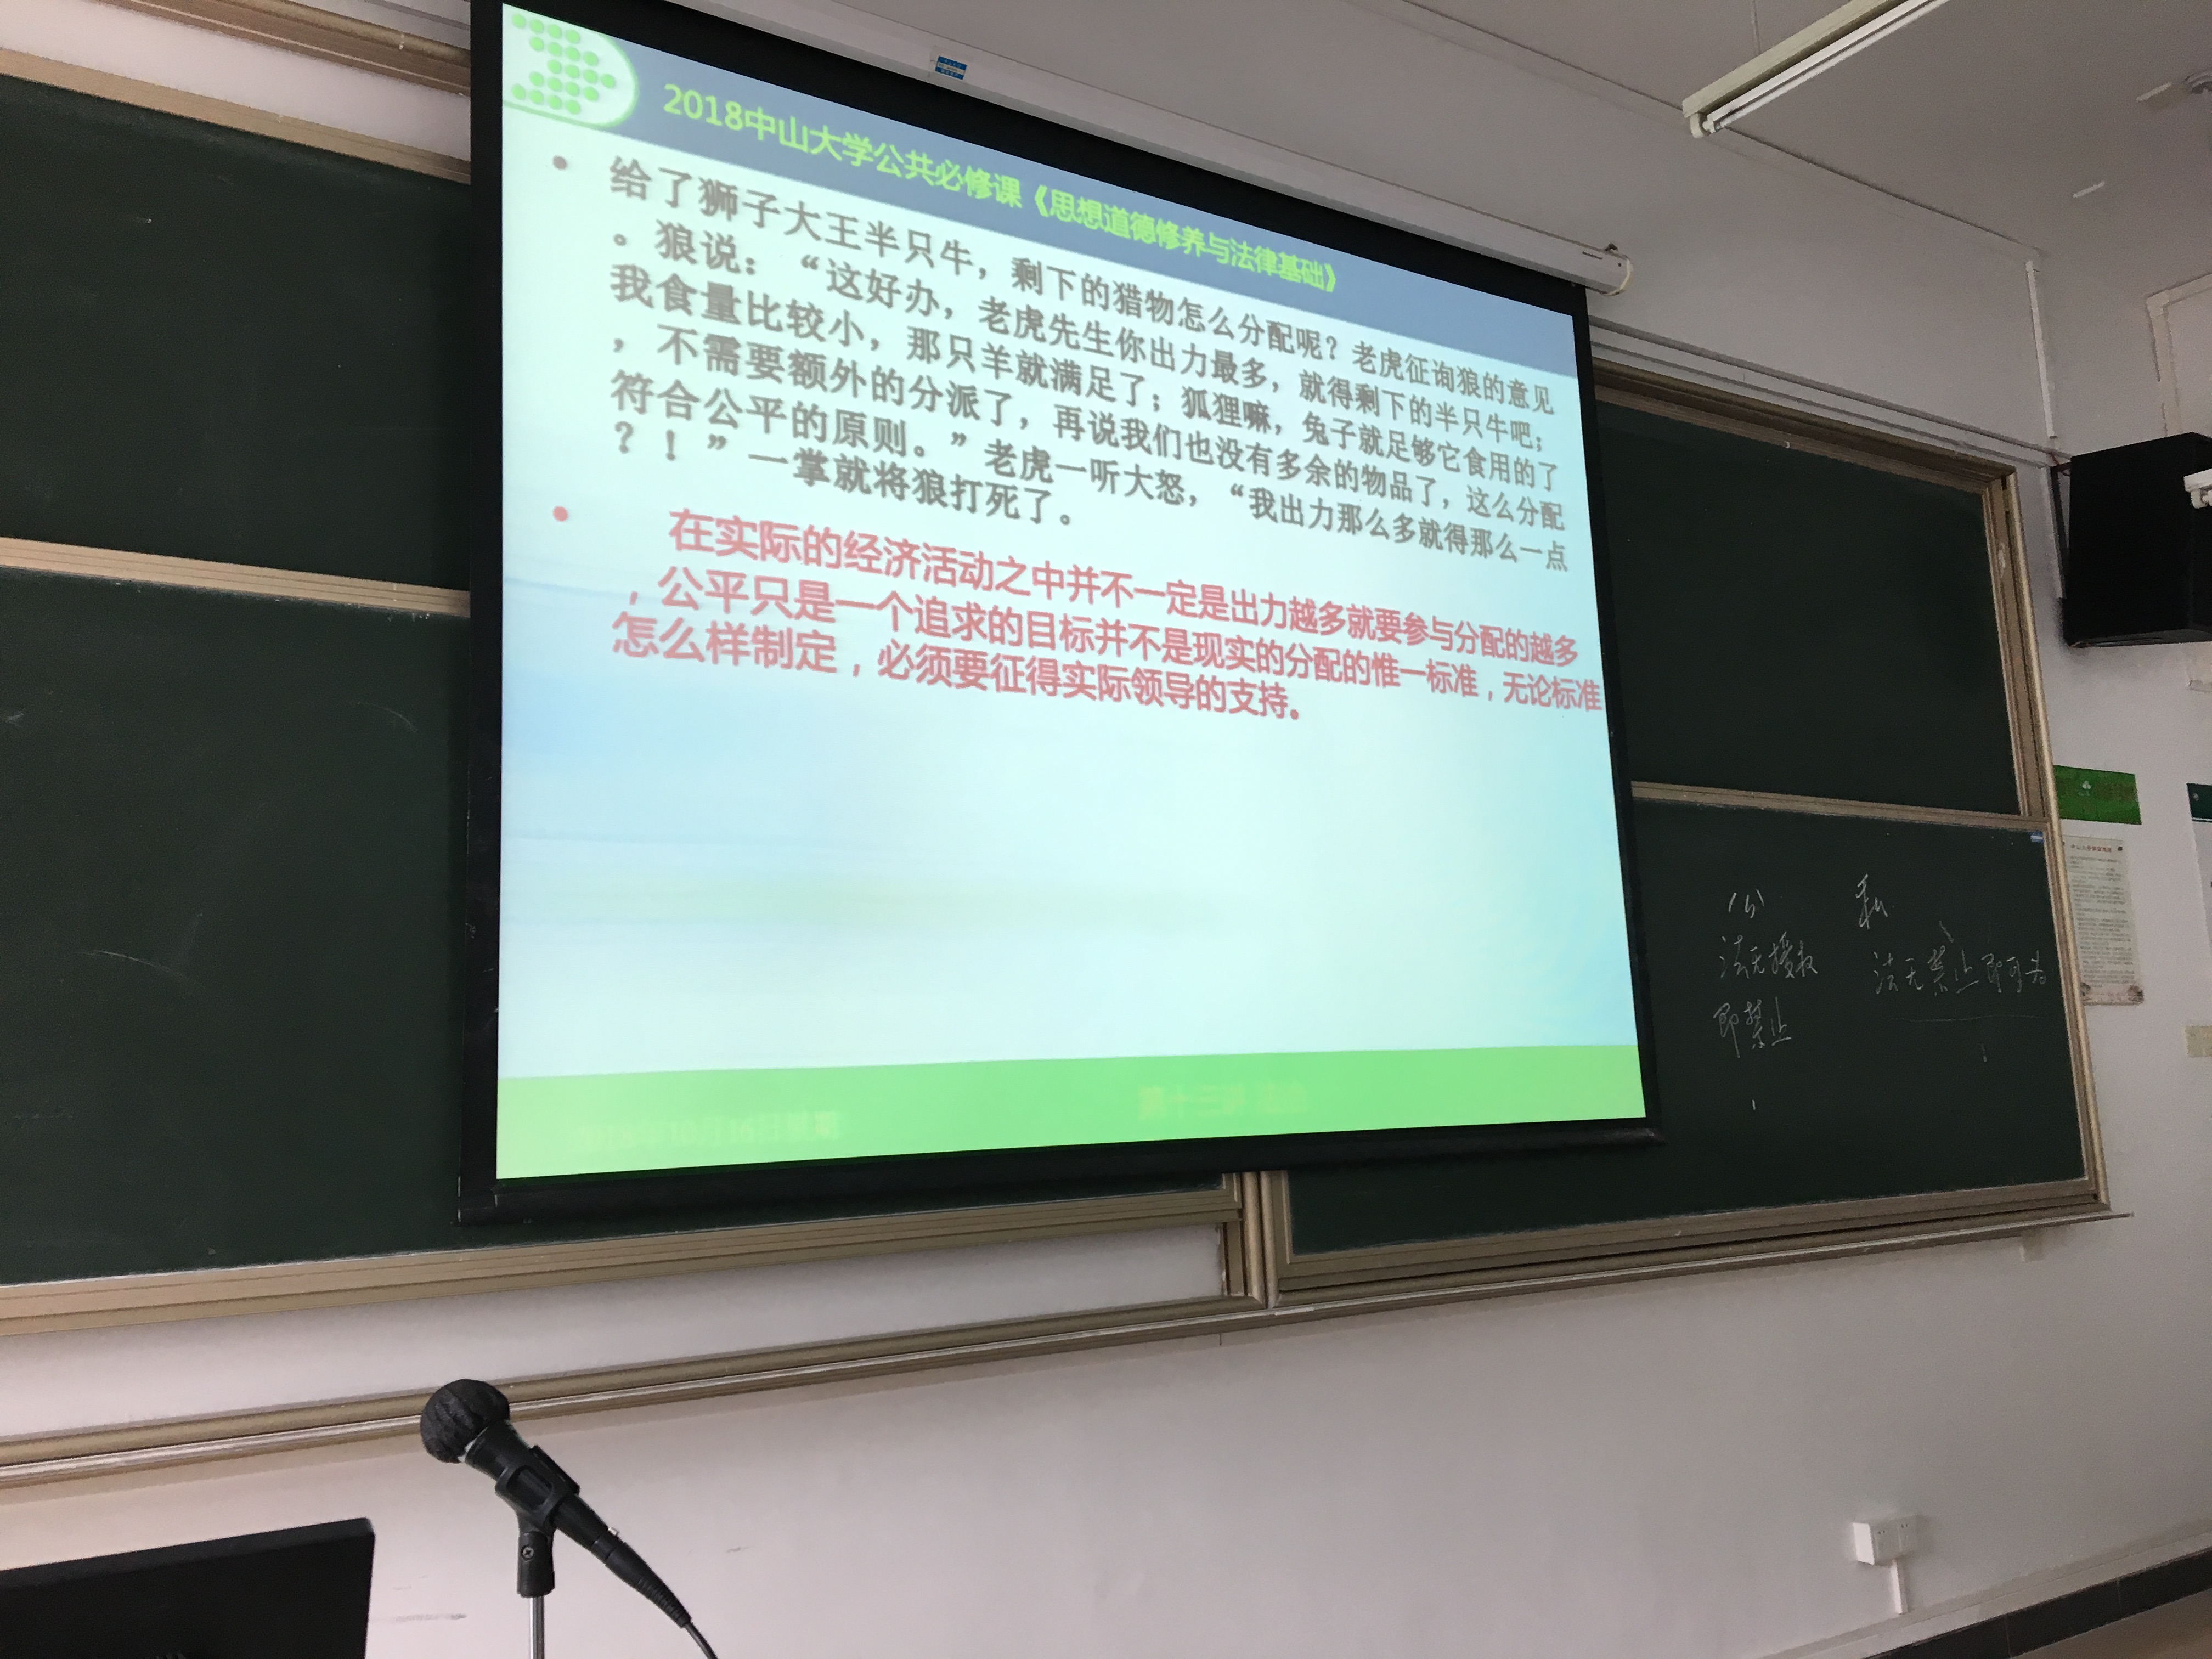 2018中山大学公共必修课《思想道德修养与法律基础》
• 给了狮子大王半只牛，剩下的猎物怎么分配呢？老虎征询狼的意见
。狼说：“这好办，老虎先生你出力最多，就得剩下的半只牛吧；
我食量比较小，那只羊就满足了；狐狸嘛，兔子就足够它食用的了
，不需要额外的分派了，再说我们也没有多余的物品了，这么分配
符合公平的原则。”老虎一听大怒，“我出力那么多就得那么一点
？！”一掌就将狼打死了。
• 在实际的经济活动之中并不一定是出力越多就要参与分配的越多
，公平只是一个追求的目标并不是现实的分配的惟一标准，无论标准
怎么样制定，必须要征得实际领导的支持。
公
法无授权
即禁止
私
法无禁止即可为